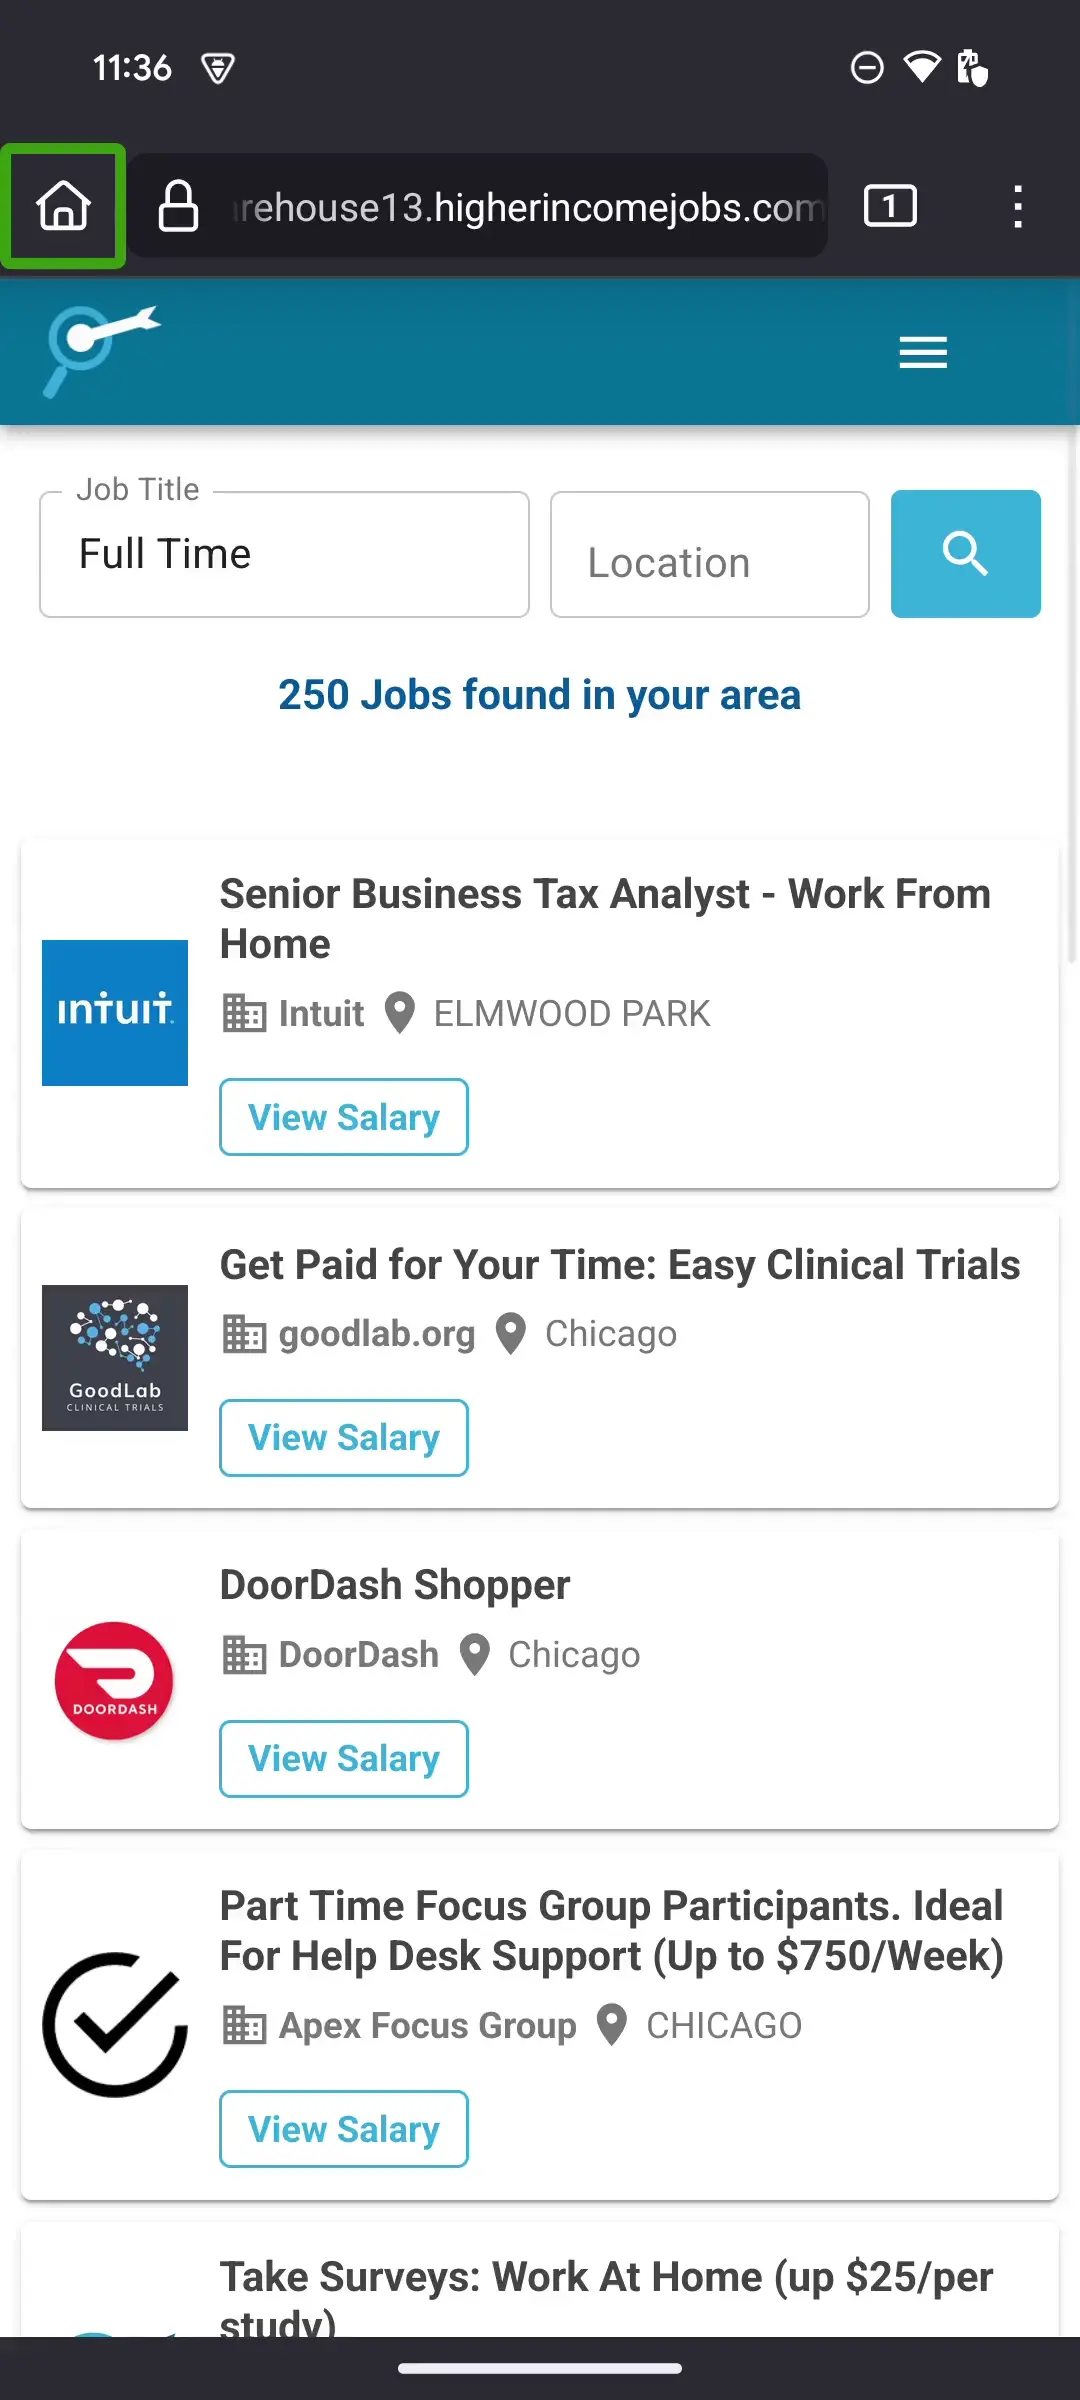 11:36
rehouse13.higherincomejobs.com
1
Job Title
Full Time
Location
250 Jobs found in your area
Senior Business Tax Analyst - Work From
Home
intuit.
Intuit
ELMWOOD PARK
View Salary
Get Paid for Your Time: Easy Clinical Trials
goodlab.org
Chicago
GoodLab
CLINICAL TRIALS
View Salary
DoorDash Shopper
DoorDash
Chicago
DOORDASH
View Salary
Part Time Focus Group Participants. Ideal
For Help Desk Support (Up to $750/Week)
Apex Focus Group
CHICAGO
View Salary
Take Surveys: Work At Home (up $25/per
study)